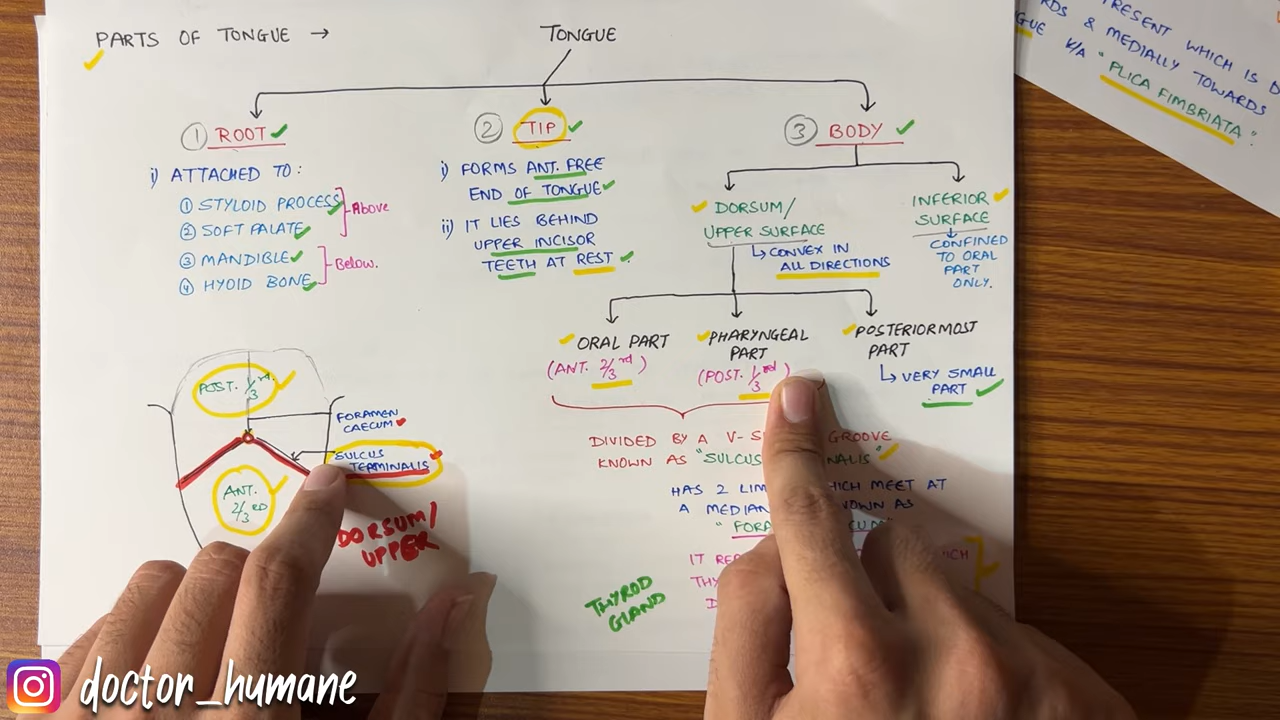 PARTS OF TONGUE →
TONGUE
① ROOT
i) ATTACHED TO:
① STYLOID PROCESS
② SOFT PALATE
Above
③ MANDIBLE
④ HYOID BONE
Below.
② TIP
i) FORMS ANT. FREE
END OF TONGUE
ii) IT LIES BEHIND
UPPER INCISOR
TEETH AT REST
③ BODY
DORSUM/
UPPER SURFACE
↳ CONVEX IN
ALL DIRECTIONS
INFERIOR
SURFACE
CONFINED
TO ORAL
PART
ONLY.
ORAL PART
(ANT. 2/3rd)
PHARYNGEAL
PART
(POST. 1/3rd)
POSTERIORMOST
PART
↳ VERY SMALL
PART
DIVIDED BY A V- GROOVE
KNOWN AS "SULCUS
HAS 2 MEET AT
A MEDIAN AS
IT
THYROD
GLAND
POST. 1/3rd.
FORAMEN
CAECUM
SULCUS
TERMINALIS
ANT.
2/3RD
DORSUM/
UPPER
PRESENT WHICH IS
& MEDIALLY TOWARDS
K/A "PLICA FIMBRIATA"
doctor_humane